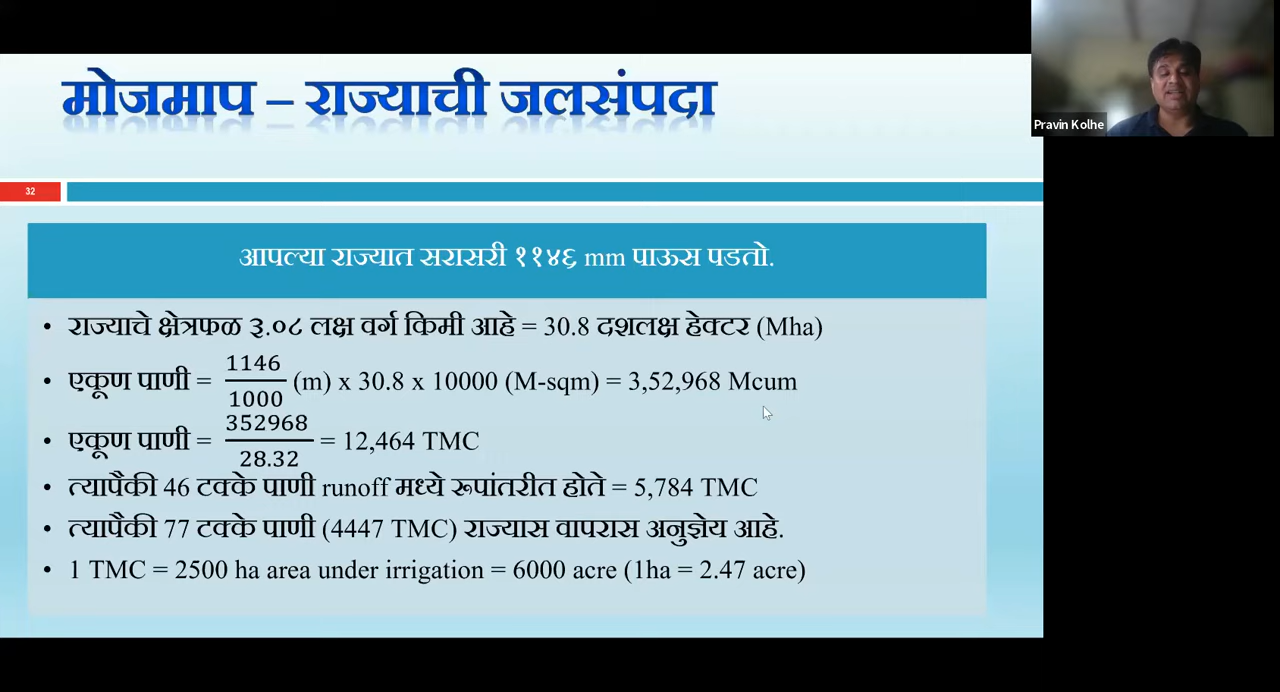 मोजमाप – राज्याची जलसंपदा
Pravin Kolhe
32
आपल्या राज्यात सरासरी ११४६ mm पाऊस पडतो.
• राज्याचे क्षेत्रफळ ३.०८ लक्ष वर्ग किमी आहे = 30.8 दशलक्ष हेक्टर (Mha)
• एकूण पाणी = 1146/1000 (m) x 30.8 x 10000 (M-sqm) = 3,52,968 Mcum
• एकूण पाणी = 352968/28.32 = 12,464 TMC
• त्यापैकी 46 टक्के पाणी runoff मध्ये रूपांतरीत होते = 5,784 TMC
• त्यापैकी 77 टक्के पाणी (4447 TMC) राज्यास वापरास अनुज्ञेय आहे.
• 1 TMC = 2500 ha area under irrigation = 6000 acre (1ha = 2.47 acre)